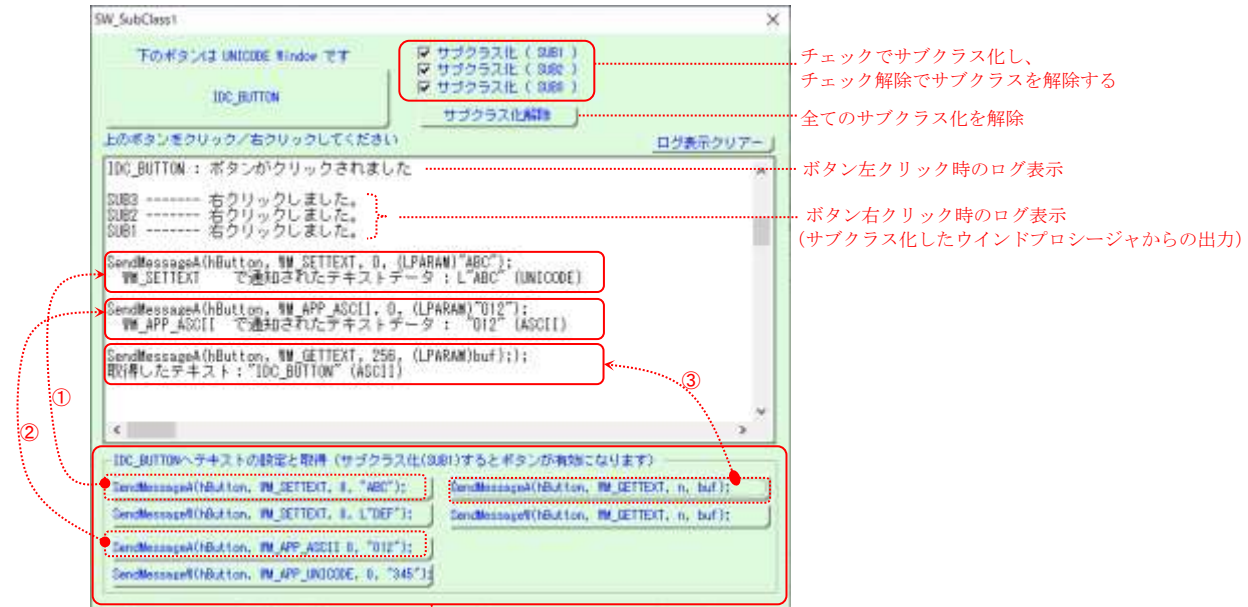 SW_SubClass1
下のボタンは UNICODE Window です
IDC_BUTTON
サブクラス化 ( SUB1 )
サブクラス化 ( SUB2 )
サブクラス化 ( SUB3 )
サブクラス化解除
チェックでサブクラス化し、
チェック解除でサブクラスを解除する
全てのサブクラス化を解除
上のボタンをクリック/右クリックしてください
ログ表示クリアー
IDC_BUTTON : ボタンがクリックされました
ボタン左クリック時のログ表示
SUB3 ------- 右クリックしました。
SUB2 ------- 右クリックしました。
SUB1 ------- 右クリックしました。
ボタン右クリック時のログ表示
(サブクラス化したウインドプロシージャからの出力)
SendMessageA(hButton, WM_SETTEXT, 0, (LPARAM)"ABC");
WM_SETTEXT で通知されたテキストデータ : L"ABC" (UNICODE)
SendMessageA(hButton, WM_APP_ASCII, 0, (LPARAM)"012");
WM_APP_ASCII で通知されたテキストデータ : "012" (ASCII)
SendMessageA(hButton, WM_GETTEXT, 256, (LPARAM)buf););
取得したテキスト : "IDC_BUTTON" (ASCII)
①
②
③
IDC_BUTTONへテキストの設定と取得 (サブクラス化(SUB1)するとボタンが有効になります)
SendMessageA(hButton, WM_SETTEXT, 0, "ABC");
SendMessageA(hButton, WM_GETTEXT, n, buf);
SendMessageW(hButton, WM_SETTEXT, 0, L"DEF");
SendMessageW(hButton, WM_GETTEXT, n, buf);
SendMessageA(hButton, WM_APP_ASCII 0, "012");
SendMessageW(hButton, WM_APP_UNICODE, 0, "345");